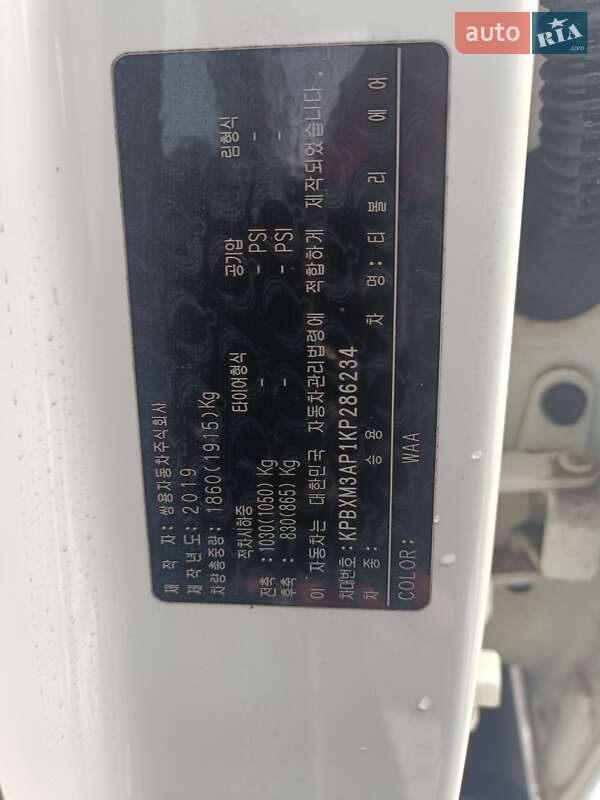 auto RIA.com
제 작 자: 쌍용자동차주식회사
제작년도: 2019
차량총중량: 1860(1915)Kg
적차시하중 타이어형식 공기압 림형식
전축: 1030(1050) Kg - - PSI -
후축: 830(865) Kg - - PSI -
이 자동차는 대한민국 자동차관리법령에 적합하게 제작되었습니다.
차대번호: KPBXM3AP1KP286234
차 종: 승 용 차 명: 티 볼 리 에 어
COLOR: WAA